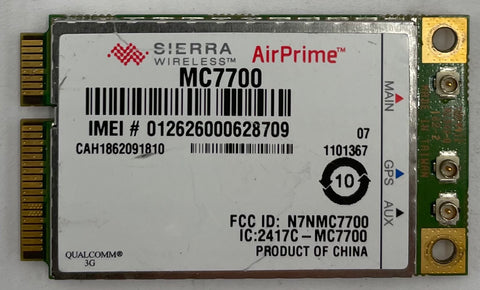 SIERRA
WIRELESS™
AirPrime™
MC7700
IMEI # 012626000628709
CAH1862091810
07
1101367
MAIN
GPS
AUX
10
FCC ID: N7NMC7700
IC:2417C-MC7700
PRODUCT OF CHINA
QUALCOMM®
3G